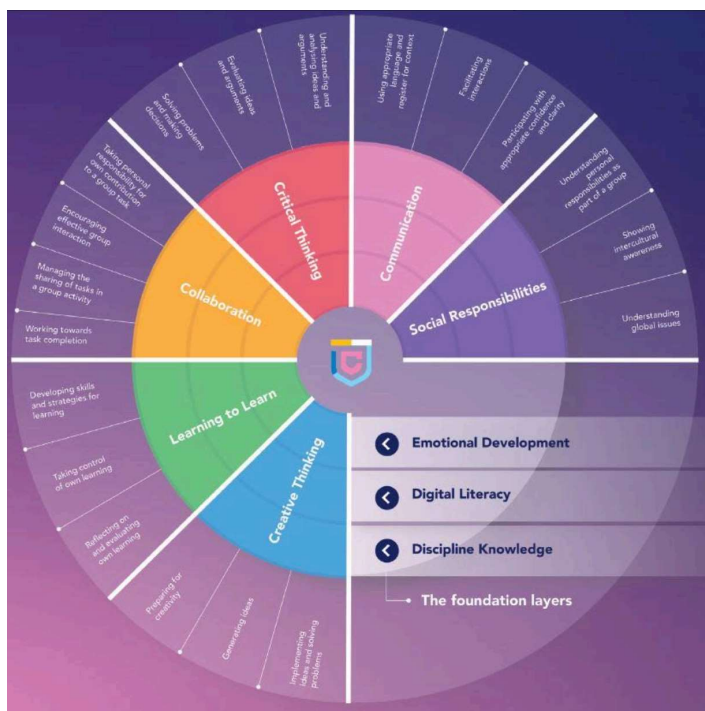 Understanding and
analysing ideas and
arguments
Evaluating ideas
and arguments
Solving problems
and making
decisions
Critical Thinking
Using appropriate
language and
register for context
Facilitating
interactions
Participating with
appropriate confidence
and clarity
Communication
Understanding
personal
responsibilities as
part of a group
Showing
intercultural
awareness
Understanding
global issues
Social Responsibilities
Taking personal
responsibility for
own contribution
to a group task
Encouraging
effective group
interaction
Managing the
sharing of tasks in
a group activity
Working towards
task completion
Collaboration
Developing skills
and strategies for
learning
Taking control
of own learning
Reflecting on
and evaluating
own learning
Learning to Learn
Preparing for
creativity
Generating ideas
Implementing
ideas and solving
problems
Creative Thinking
Emotional Development
Digital Literacy
Discipline Knowledge
The foundation layers